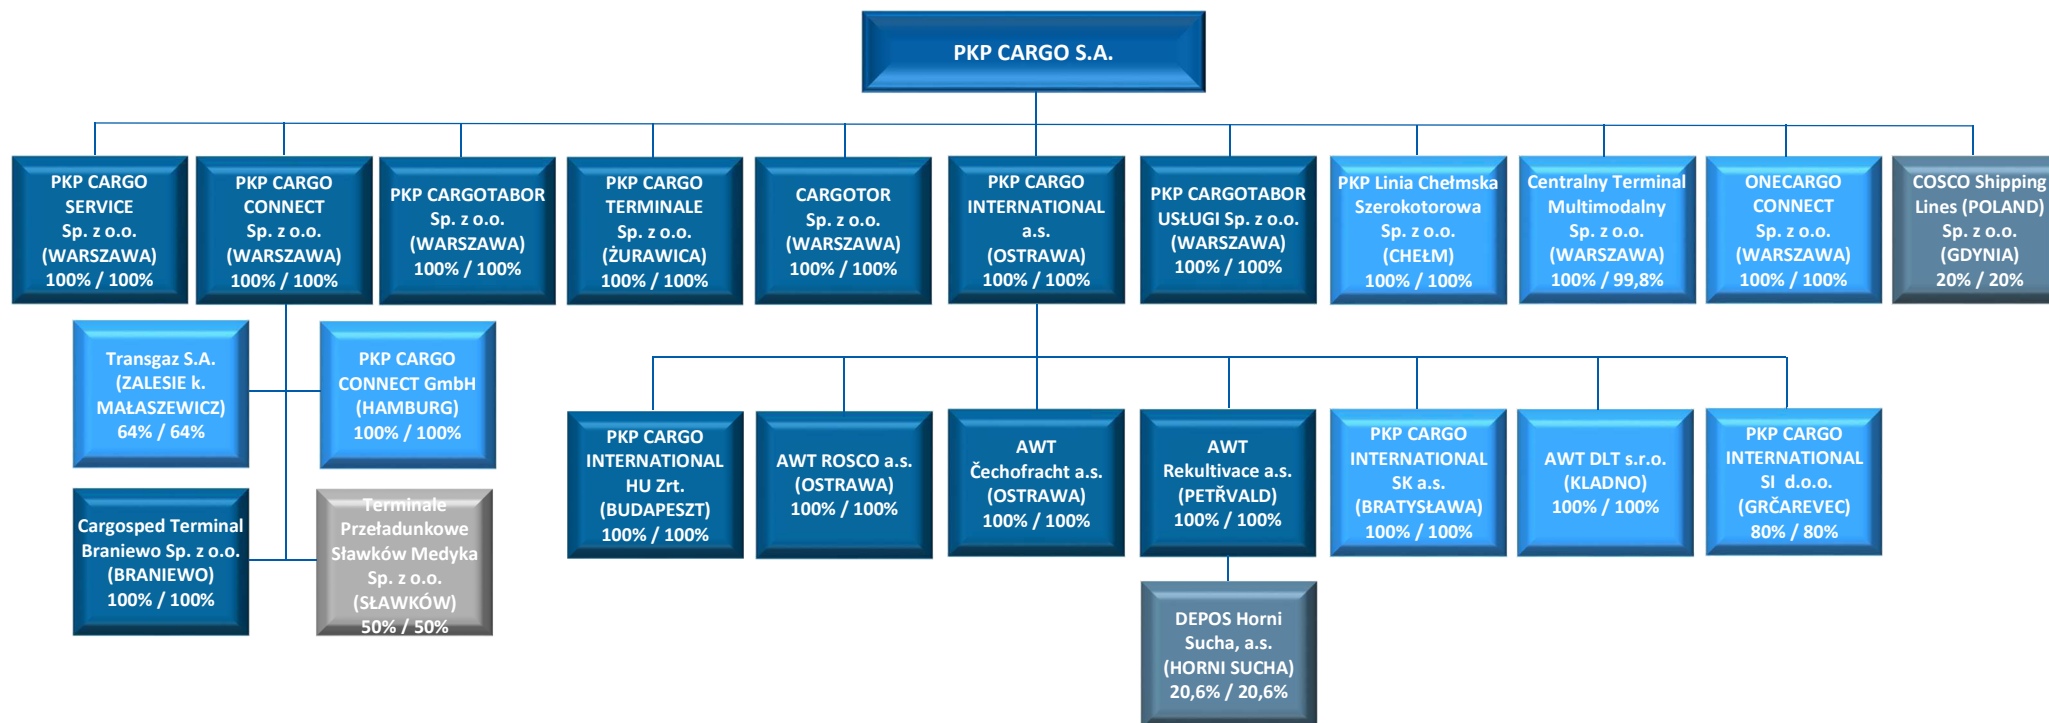 PKP CARGO S.A.
PKP CARGO
SERVICE
Sp. z o.o.
(WARSZAWA)
100% / 100%
PKP CARGO
CONNECT
Sp. z o.o.
(WARSZAWA)
100% / 100%
PKP CARGOTABOR
Sp. z o.o.
(WARSZAWA)
100% / 100%
PKP CARGO
TERMINALE
Sp. z o.o.
(ŻURAWICA)
100% / 100%
CARGOTOR
Sp. z o.o.
(WARSZAWA)
100% / 100%
PKP CARGO
INTERNATIONAL
a.s.
(OSTRAWA)
100% / 100%
PKP CARGOTABOR
USŁUGI Sp. z o.o.
(WARSZAWA)
100% / 100%
PKP Linia Chełmska
Szerokotorowa
Sp. z o.o.
(CHEŁM)
100% / 100%
Centralny Terminal
Multimodalny
Sp. z o.o.
(WARSZAWA)
100% / 99,8%
ONECARGO
CONNECT
Sp. z o.o.
(WARSZAWA)
100% / 100%
COSCO Shipping
Lines (POLAND)
Sp. z o.o.
(GDYNIA)
20% / 20%
Transgaz S.A.
(ZALESIE k.
MAŁASZEWICZ)
64% / 64%
PKP CARGO
CONNECT GmbH
(HAMBURG)
100% / 100%
Cargosped Terminal
Braniewo Sp. z o.o.
(BRANIEWO)
100% / 100%
Terminale
Przeładunkowe
Sławków Medyka
Sp. z o.o.
(SŁAWKÓW)
50% / 50%
PKP CARGO
INTERNATIONAL
HU Zrt.
(BUDAPESZT)
100% / 100%
AWT ROSCO a.s.
(OSTRAWA)
100% / 100%
AWT
Čechofracht a.s.
(OSTRAWA)
100% / 100%
AWT
Rekultivace a.s.
(PETŘVALD)
100% / 100%
PKP CARGO
INTERNATIONAL
SK a.s.
(BRATYSŁAWA)
100% / 100%
AWT DLT s.r.o.
(KLADNO)
100% / 100%
PKP CARGO
INTERNATIONAL
SI d.o.o.
(GRČAREVEC)
80% / 80%
DEPOS Horni
Sucha, a.s.
(HORNI SUCHA)
20,6% / 20,6%